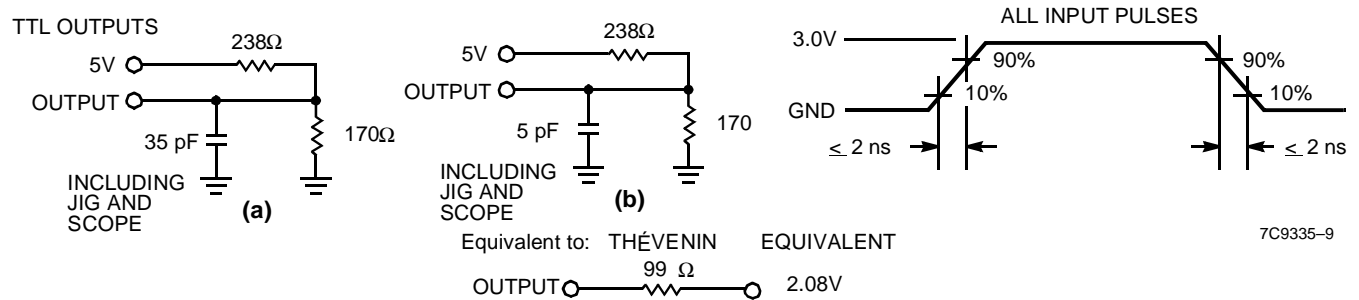 TTL OUTPUTS
238Ω
5V
OUTPUT
35 pF
170Ω
INCLUDING
JIG AND
SCOPE
(a)
238Ω
5V
OUTPUT
5 pF
170
INCLUDING
JIG AND
SCOPE
(b)
Equivalent to: THÉVENIN EQUIVALENT
OUTPUT 99 Ω 2.08V
ALL INPUT PULSES
3.0V
90%
10%
GND
≤ 2 ns
90%
10%
≤ 2 ns
7C9335–9